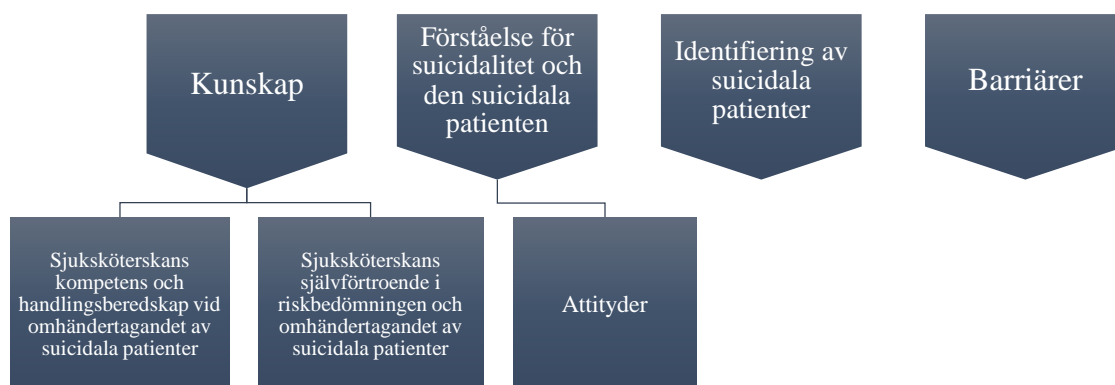 Kunskap
Förståelse för
suicidalitet och
den suicidala
patienten
Identifiering av
suicidala
patienter
Barriärer
Sjuksköterskans
kompetens och
handlingsberedskap vid
omhändertagandet av
suicidala patienter
Sjuksköterskans
självförtroende i
riskbedömningen och
omhändertagandet av
suicidala patienter
Attityder